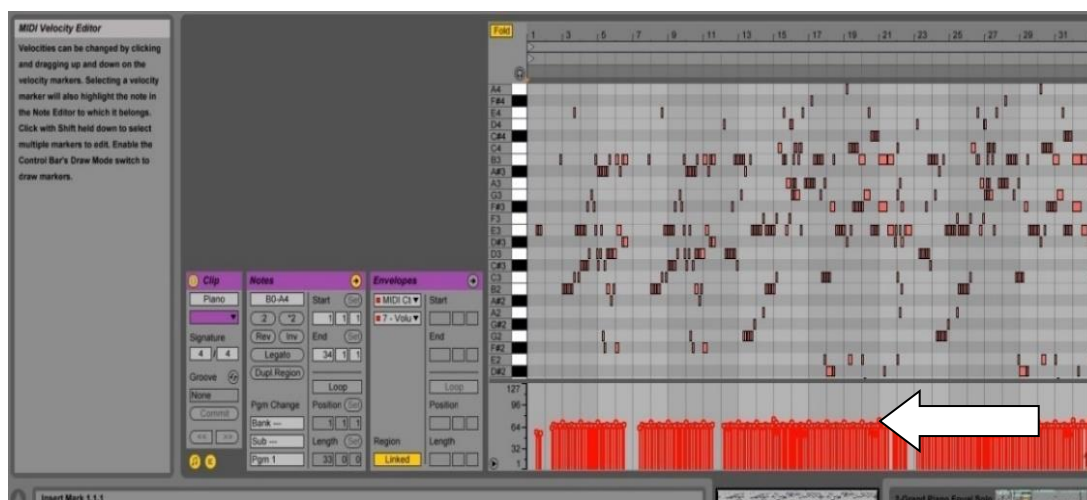 MIDI Velocity Editor
Velocities can be changed by clicking
and dragging up and down on the
velocity markers. Selecting a velocity
marker will also highlight the note in
the Note Editor to which it belongs.
Click with Shift held down to select
multiple markers to edit. Enable the
Control Bar's Draw Mode switch to
draw markers.
Fold 1 3 5 7 9 11 13 15 17 19 21 23 25 27 29 31
A4
F#4
E4
D4
C#4
C4
B3
A#3
A3
G3
F#3
F3
E3
D#3
D3
C#3
C3
B2
A#2
A2
G#2
G2
F#2
E2
D#2
127
96
64
32
1
Clip
Piano
Signature
4 / 4
Groove
None
Commit
<< >>
Notes
B0-A4
:2 *2
Rev Inv
Legato
Dupl.Region
Pgm Change
Bank ---
Sub ---
Pgm 1
Start Set
1 1 1
End Set
34 1 1
Loop
Position Set
1 1 1
Length Set
33 0 0
Envelopes
MIDI Ct
7 - Volu
Region
Linked
Start
End
Loop
Position
Length
Insert Mark 1.1.1
2-Grand Piano Equal Solo